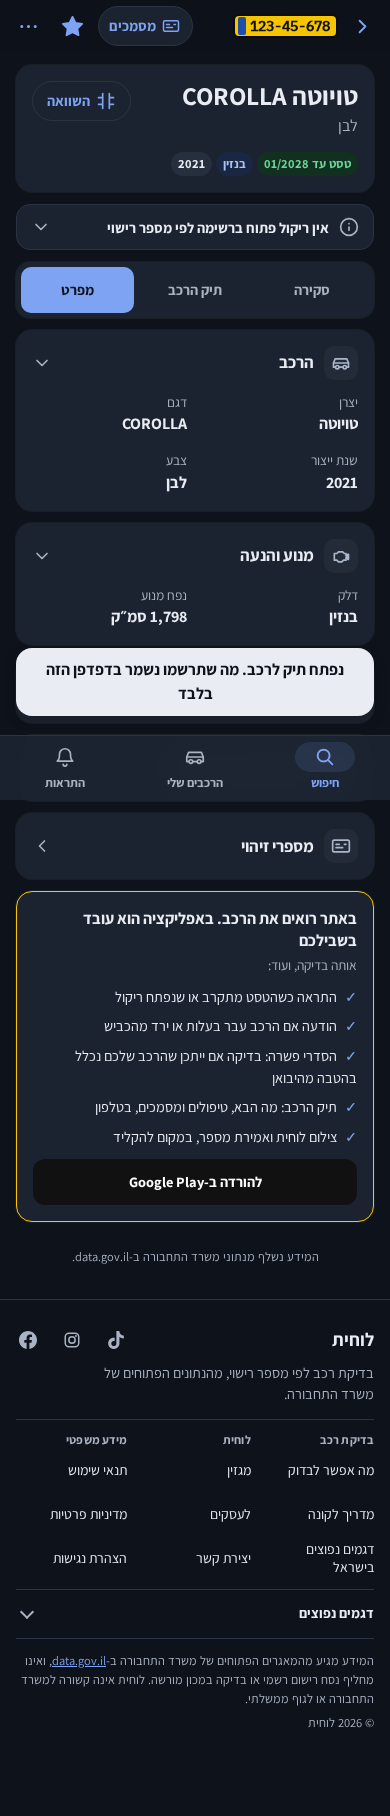 123-45-678
מסמכים
טויוטה COROLLA
השוואה
לבן
טסט עד 01/2028
בנזין
2021
אין ריקול פתוח ברשימה לפי מספר רישוי
סקירה
תיק הרכב
מפרט
הרכב
יצרן
דגם
טויוטה
COROLLA
שנת ייצור
צבע
2021
לבן
מנוע והנעה
דלק
נפח מנוע
בנזין
1,798 סמ״ק
נפתח תיק לרכב. מה שתרשמו נשמר בדפדפן הזה
בלבד
חיפוש
הרכבים שלי
התראות
מספרי זיהוי
באתר רואים את הרכב. באפליקציה הוא עובד
בשבילכם
אותה בדיקה, ועוד:
✓ התראה כשהטסט מתקרב או שנפתח ריקול
✓ הודעה אם הרכב עבר בעלות או ירד מהכביש
✓ הסדרי פשרה: בדיקה אם ייתכן שהרכב שלכם נכלל
בהטבה מהיבואן
✓ תיק הרכב: מה הבא, טיפולים ומסמכים, בטלפון
✓ צילום לוחית ואמירת מספר, במקום להקליד
להורדה ב-Google Play
המידע נשלף מנתוני משרד התחבורה ב-data.gov.il.
לוחית
בדיקת רכב לפי מספר רישוי, מהנתונים הפתוחים של
משרד התחבורה.
בדיקת רכב
לוחית
מידע משפטי
מה אפשר לבדוק
מגזין
תנאי שימוש
מדריך לקונה
לעסקים
מדיניות פרטיות
דגמים נפוצים
בישראל
יצירת קשר
הצהרת נגישות
דגמים נפוצים
המידע מגיע מהמאגרים הפתוחים של משרד התחבורה ב-data.gov.il, ואינו
מחליף נסח רישום רשמי או בדיקה במכון מורשה. לוחית אינה קשורה למשרד
התחבורה או לגוף ממשלתי.
© 2026 לוחית